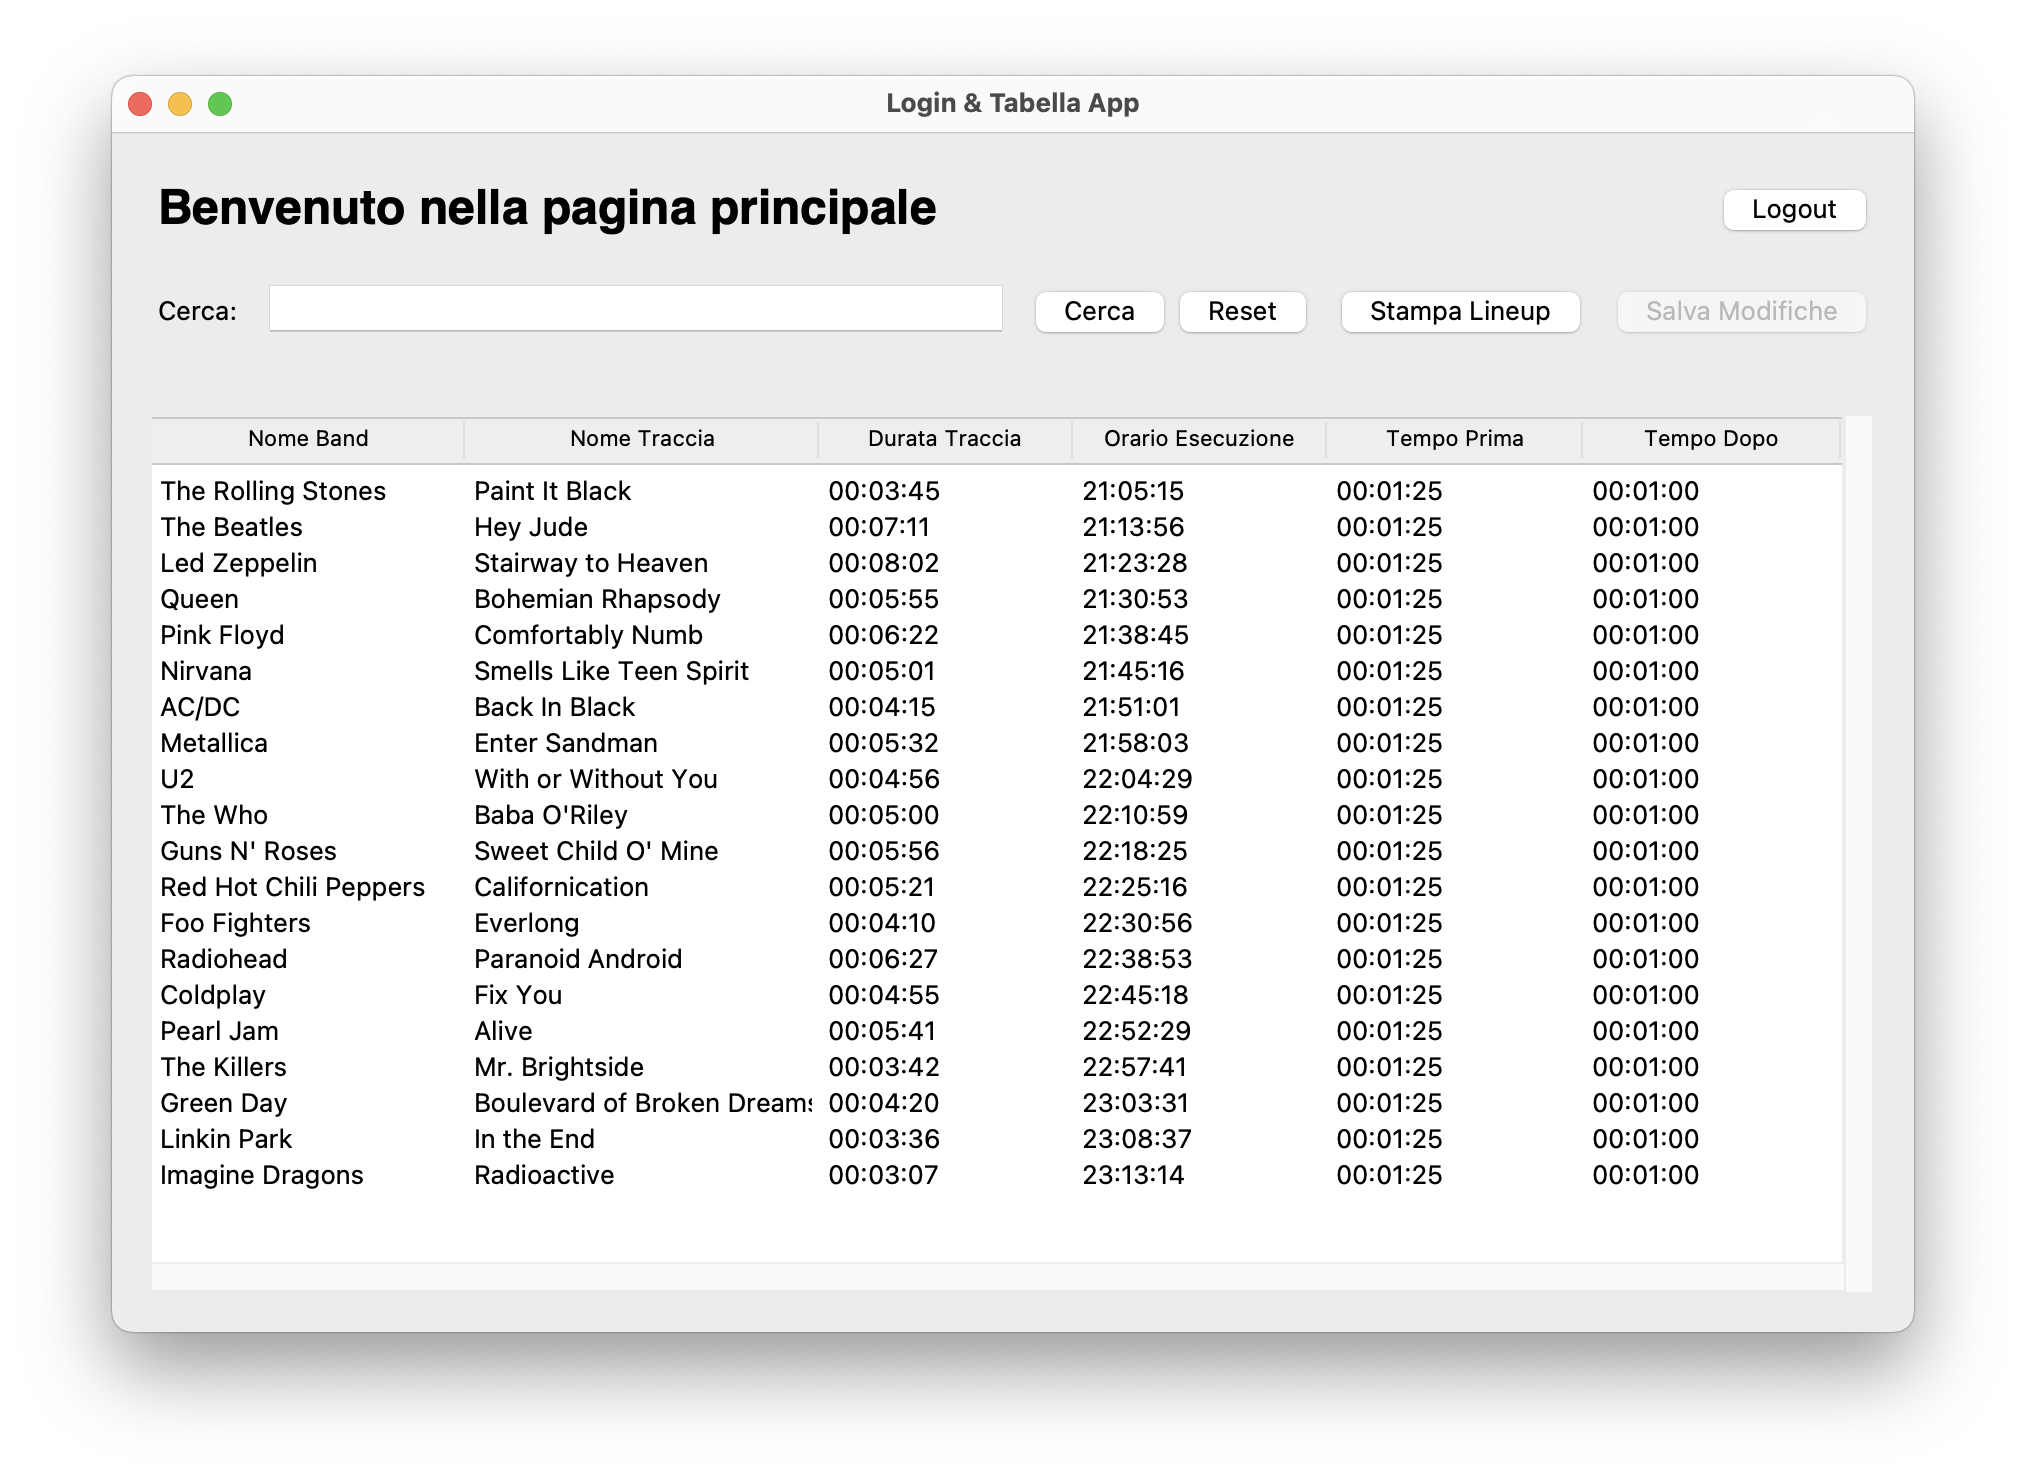 Login & Tabella App
Benvenuto nella pagina principale Logout
Cerca: Cerca Reset Stampa Lineup Salva Modifiche
Nome Band Nome Traccia Durata Traccia Orario Esecuzione Tempo Prima Tempo Dopo
The Rolling Stones Paint It Black 00:03:45 21:05:15 00:01:25 00:01:00
The Beatles Hey Jude 00:07:11 21:13:56 00:01:25 00:01:00
Led Zeppelin Stairway to Heaven 00:08:02 21:23:28 00:01:25 00:01:00
Queen Bohemian Rhapsody 00:05:55 21:30:53 00:01:25 00:01:00
Pink Floyd Comfortably Numb 00:06:22 21:38:45 00:01:25 00:01:00
Nirvana Smells Like Teen Spirit 00:05:01 21:45:16 00:01:25 00:01:00
AC/DC Back In Black 00:04:15 21:51:01 00:01:25 00:01:00
Metallica Enter Sandman 00:05:32 21:58:03 00:01:25 00:01:00
U2 With or Without You 00:04:56 22:04:29 00:01:25 00:01:00
The Who Baba O'Riley 00:05:00 22:10:59 00:01:25 00:01:00
Guns N' Roses Sweet Child O' Mine 00:05:56 22:18:25 00:01:25 00:01:00
Red Hot Chili Peppers Californication 00:05:21 22:25:16 00:01:25 00:01:00
Foo Fighters Everlong 00:04:10 22:30:56 00:01:25 00:01:00
Radiohead Paranoid Android 00:06:27 22:38:53 00:01:25 00:01:00
Coldplay Fix You 00:04:55 22:45:18 00:01:25 00:01:00
Pearl Jam Alive 00:05:41 22:52:29 00:01:25 00:01:00
The Killers Mr. Brightside 00:03:42 22:57:41 00:01:25 00:01:00
Green Day Boulevard of Broken Dreams 00:04:20 23:03:31 00:01:25 00:01:00
Linkin Park In the End 00:03:36 23:08:37 00:01:25 00:01:00
Imagine Dragons Radioactive 00:03:07 23:13:14 00:01:25 00:01:00